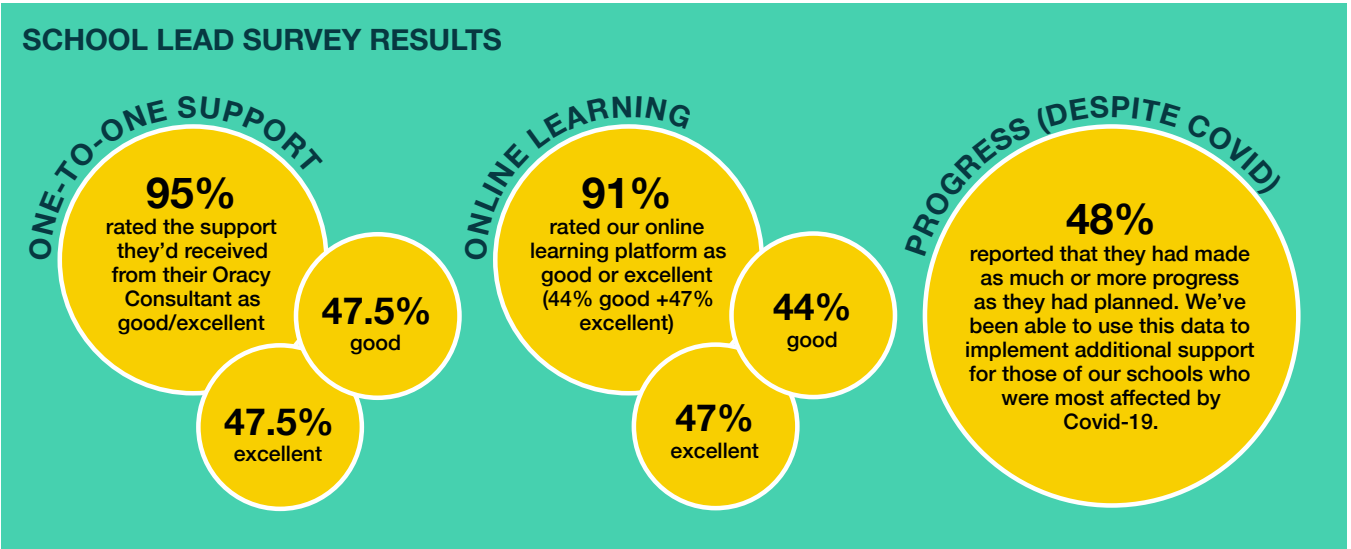 SCHOOL LEAD SURVEY RESULTS
ONE-TO-ONE SUPPORT
95%
rated the support
they'd received
from their Oracy
Consultant as
good/excellent
47.5%
good
47.5%
excellent
ONLINE LEARNING
91%
rated our online
learning platform as
good or excellent
(44% good +47%
excellent)
44%
good
47%
excellent
PROGRESS (DESPITE COVID)
48%
reported that they had made
as much or more progress
as they had planned. We've
been able to use this data to
implement additional support
for those of our schools who
were most affected by
Covid-19.